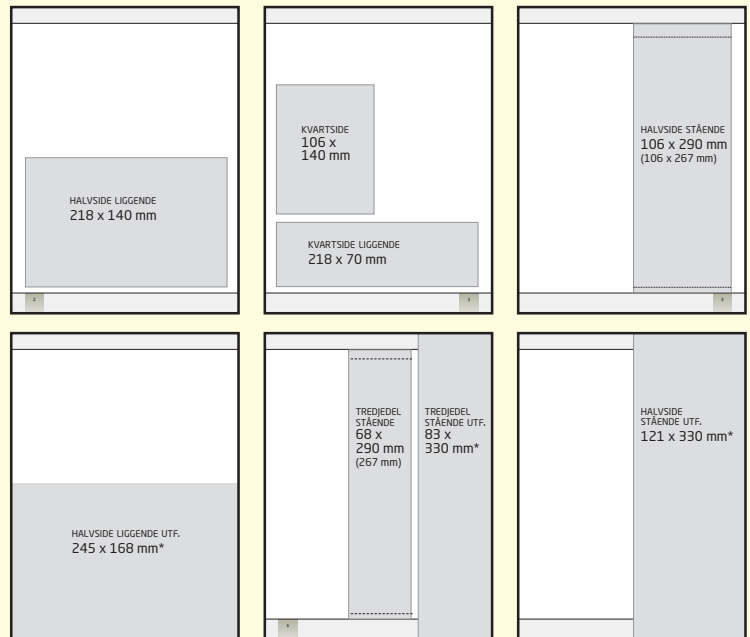 HALVSIDE LIGGENDE
218 x 140 mm
2
KVARTSIDE
106 x
140 mm
KVARTSIDE LIGGENDE
218 x 70 mm
HALVSIDE STÅENDE
106 x 290 mm
(106 x 267 mm)
HALVSIDE LIGGENDE UTF.
245 x 168 mm*
TREDJEDEL
STÅENDE
68 x
290 mm
(267 mm)
TREDJEDEL
STÅENDE UTF.
83 x
330 mm*
HALVSIDE
STÅENDE UTF.
121 x 330 mm*